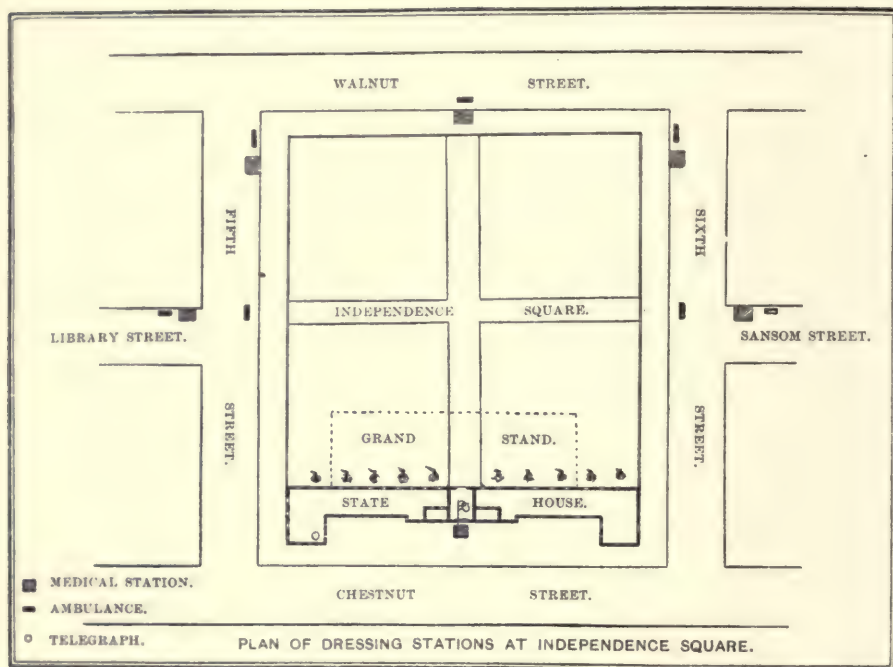 WALNUT STREET.
FIFTH STREET.
SIXTH STREET.
INDEPENDENCE SQUARE.
LIBRARY STREET.
SANSOM STREET.
GRAND STAND.
STATE HOUSE.
MEDICAL STATION.
AMBULANCE.
TELEGRAPH.
CHESTNUT STREET.
PLAN OF DRESSING STATIONS AT INDEPENDENCE SQUARE.